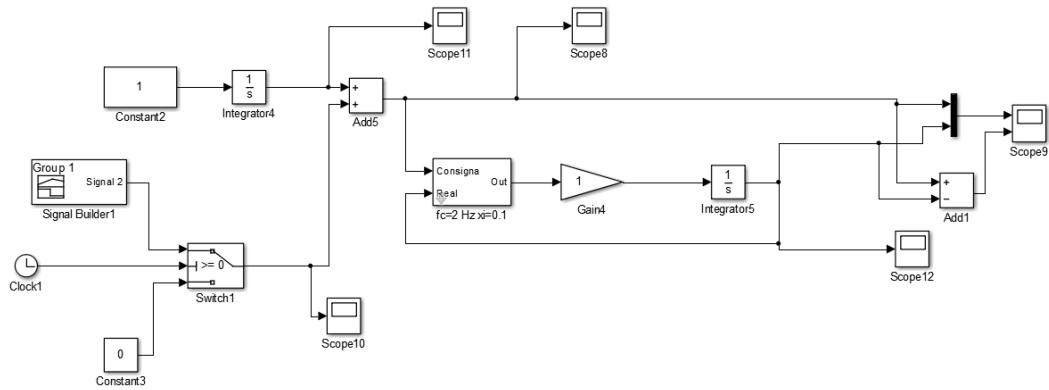 Scope11
Scope8
1
Constant2
1
s
Integrator4
+
+
Add5
Scope9
Group 1
Signal 2
Signal Builder1
Consigna
Real
Out
fc=2 Hz xi=0.1
1
Gain4
1
s
Integrator5
+
−
Add1
Scope12
>= 0
Switch1
Clock1
Scope10
0
Constant3